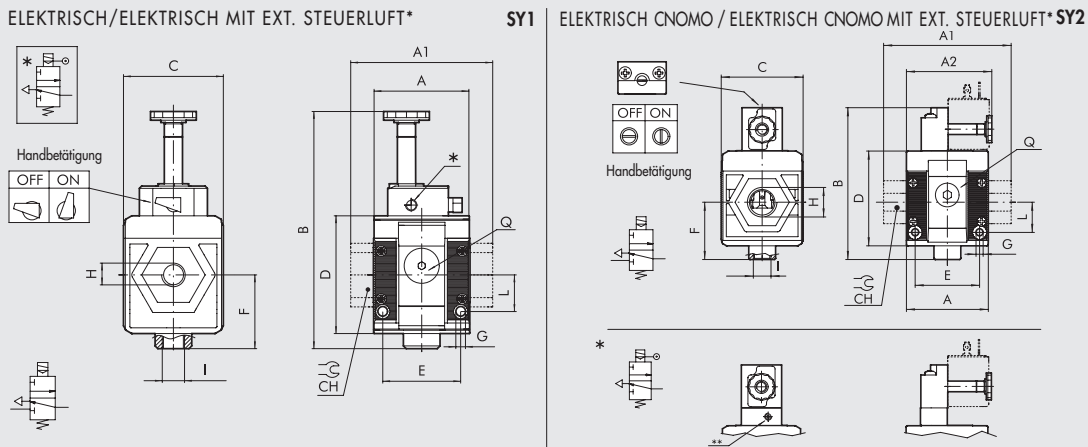 ELEKTRISCH/ELEKTRISCH MIT EXT. STEUERLUFT*
SY1
*
Handbetätigung
OFF ON
C
H
F
I
A1
A
*
B
D
Q
L
G
CH
E
ELEKTRISCH CNOMO / ELEKTRISCH CNOMO MIT EXT. STEUERLUFT*
SY2
OFF ON
Handbetätigung
C
H
F
I
A1
A2
Q
B
D
L
G
CH
E
A
*
**